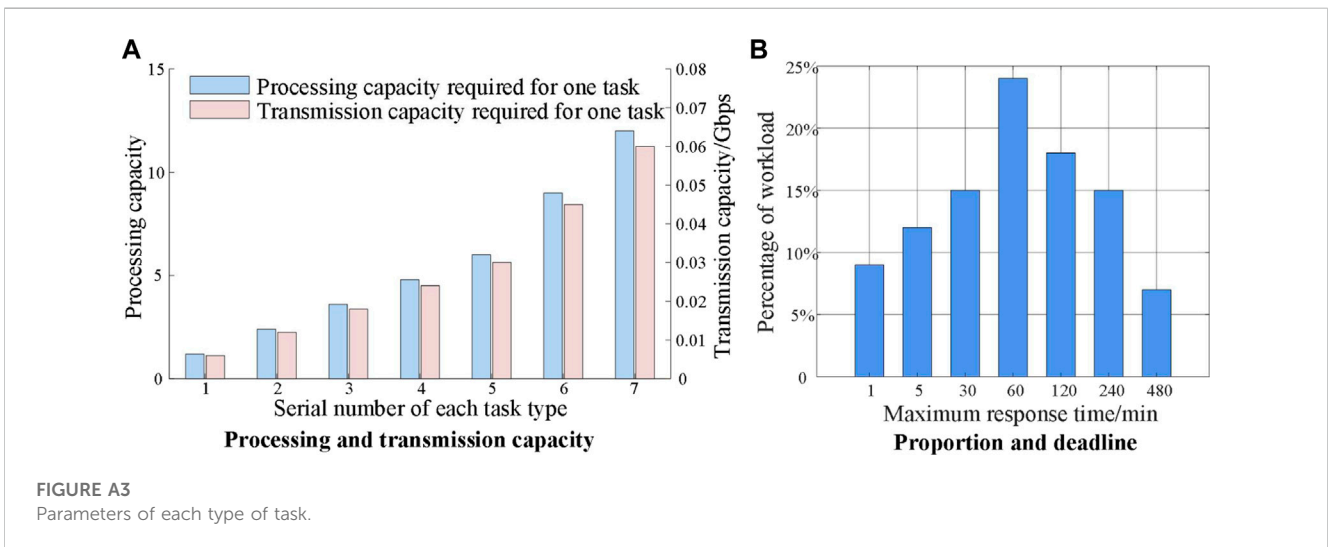 A
Processing capacity required for one task
Transmission capacity required for one task
15
10
5
0
Processing capacity
0.08
0.07
0.06
0.05
0.04
0.03
0.02
0.01
0
Transmission capacity/Gbps
1 2 3 4 5 6 7
Serial number of each task type
Processing and transmission capacity
B
25%
20%
15%
10%
5%
0
Percentage of workload
1 5 30 60 120 240 480
Maximum response time/min
Proportion and deadline
FIGURE A3
Parameters of each type of task.